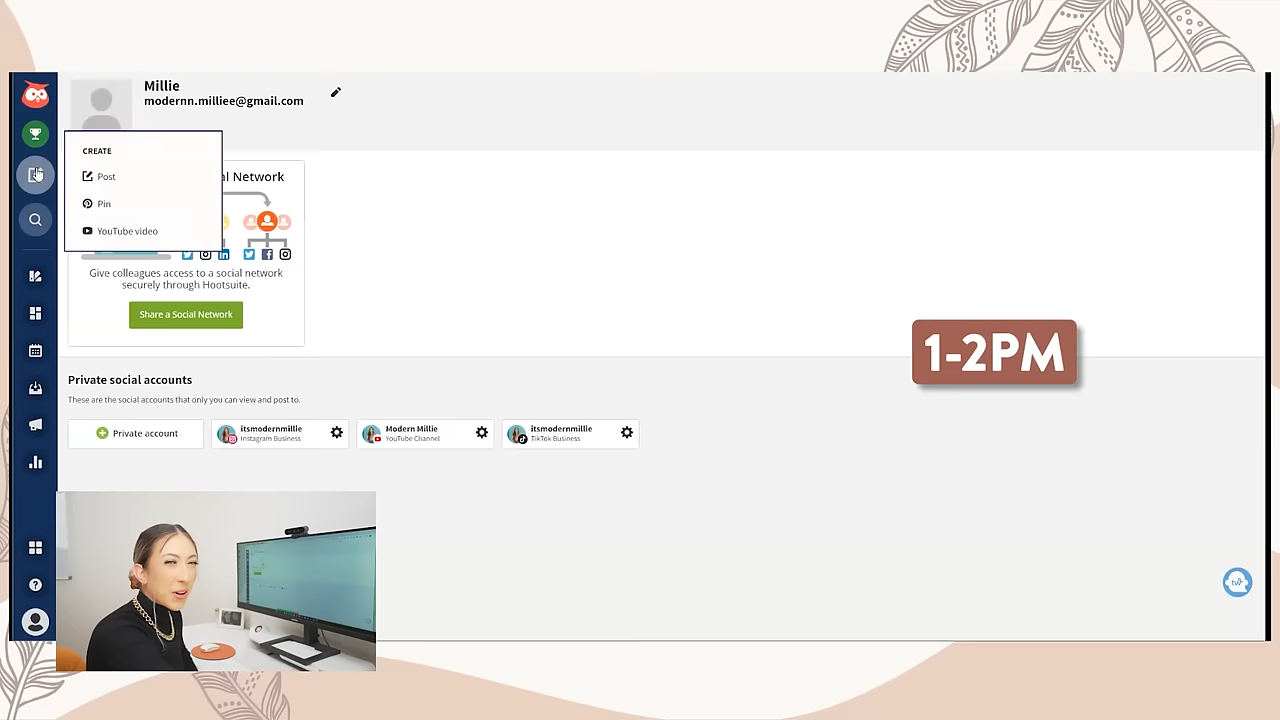 Millie
modernn.milliee@gmail.com
CREATE
Post
Pin
YouTube video
al Network
Give colleagues access to a social network
securely through Hootsuite.
Share a Social Network
1-2PM
Private social accounts
These are the social accounts that only you can view and post to.
Private account
itsmodernmillie
Instagram Business
Modern Millie
YouTube Channel
itsmodernmillie
TikTok Business